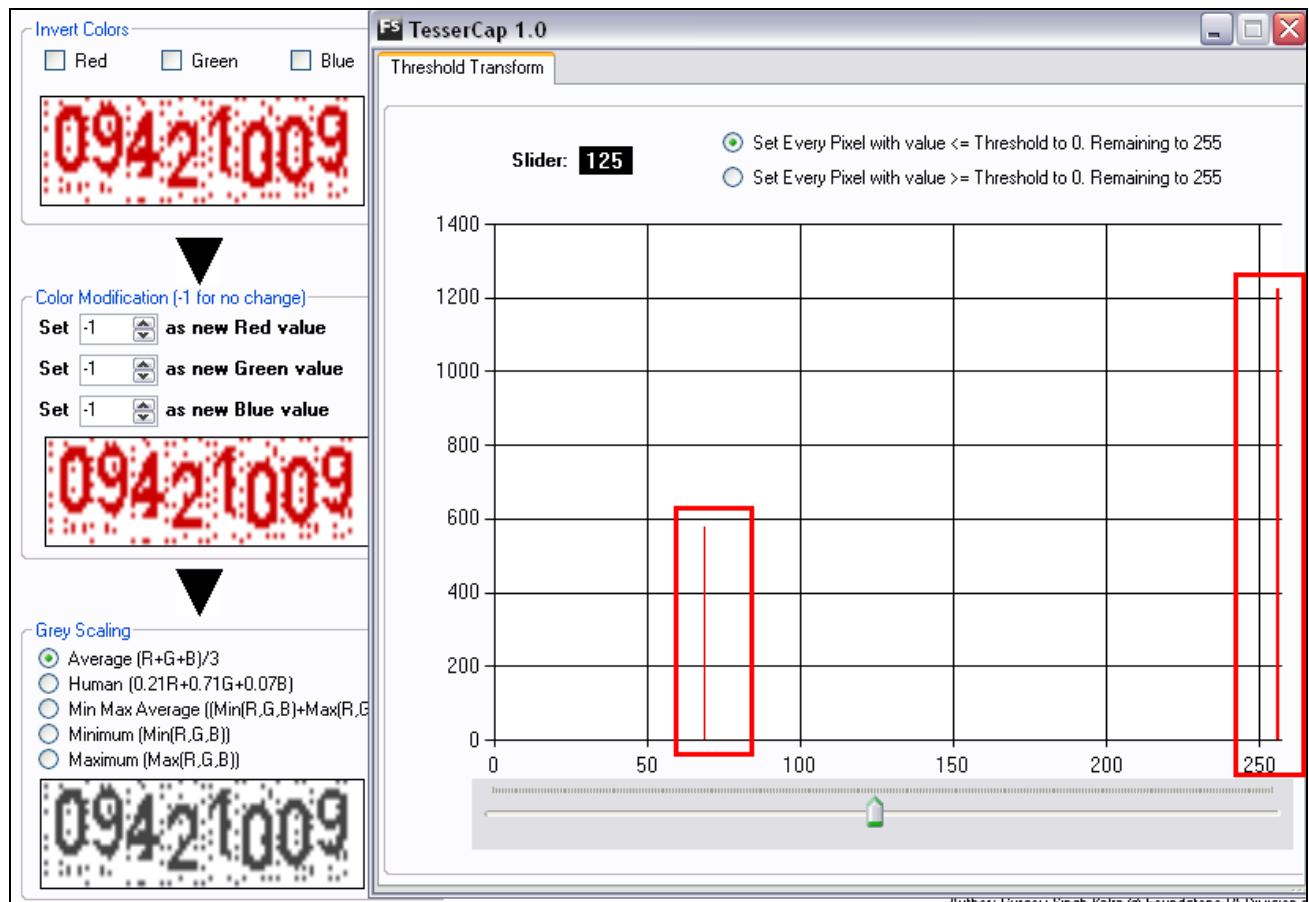 Invert Colors
Red Green Blue
09421009
Color Modification (-1 for no change)
Set -1 as new Red value
Set -1 as new Green value
Set -1 as new Blue value
09421009
Grey Scaling
Average (R+G+B)/3
Human (0.21R+0.71G+0.07B)
Min Max Average ((Min(R,G,B)+Max(R,G
Minimum (Min(R,G,B))
Maximum (Max(R,G,B))
09421009
FS TesserCap 1.0
Threshold Transform
Slider: 125
Set Every Pixel with value <= Threshold to 0. Remaining to 255
Set Every Pixel with value >= Threshold to 0. Remaining to 255
1400
1200
1000
800
600
400
200
0
0 50 100 150 200 250